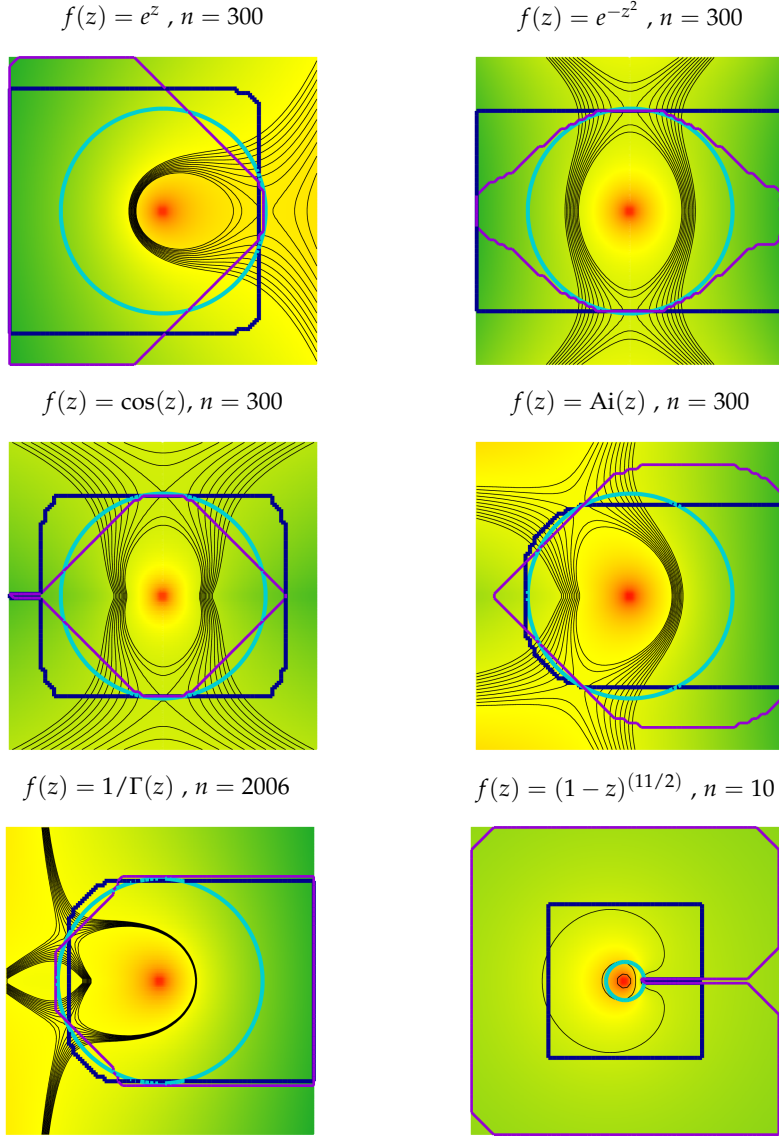 f(z) = e^z , n = 300
f(z) = e^{-z^2} , n = 300
f(z) = cos(z), n = 300
f(z) = Ai(z) , n = 300
f(z) = 1/Γ(z) , n = 2006
f(z) = (1 − z)^{(11/2)} , n = 10